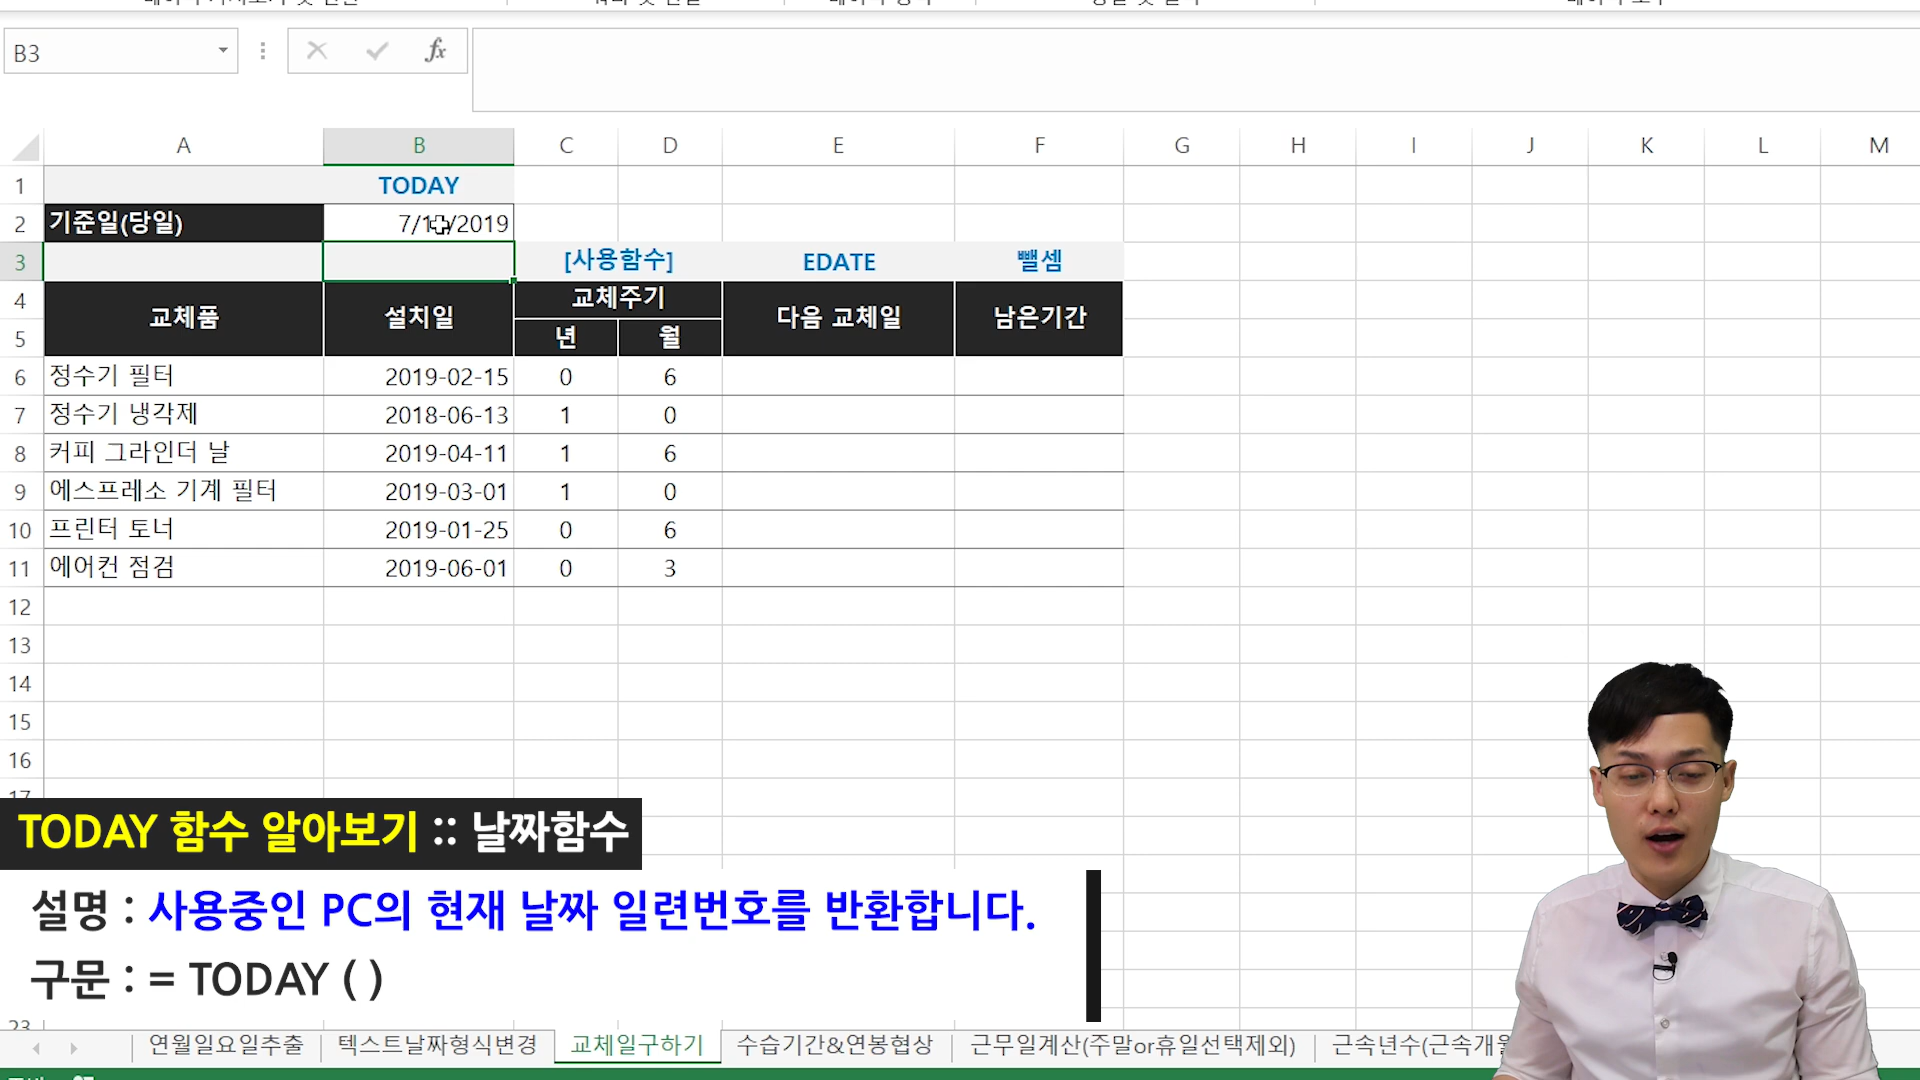 B3
fx
A B C D E F G H I J K L M
1 TODAY
2 기준일(당일)
3 [사용함수] EDATE 뺄셈
4 교체품 설치일 교체주기 다음 교체일 남은기간
5 년 월
6 정수기 필터 2019-02-15 0 6
7 정수기 냉각제 2018-06-13 1 0
8 커피 그라인더 날 2019-04-11 1 6
9 에스프레소 기계 필터 2019-03-01 1 0
10 프린터 토너 2019-01-25 0 6
11 에어컨 점검 2019-06-01 0 3
12
13
14
15
16
TODAY 함수 알아보기 :: 날짜함수
설명 : 사용중인 PC의 현재 날짜 일련번호를 반환합니다.
구문 : = TODAY ( )
연월일요일추출 텍스트날짜형식변경 교체일구하기 수습기간&연봉협상 근무일계산(주말or휴일선택제외) 근속년수(근속개월